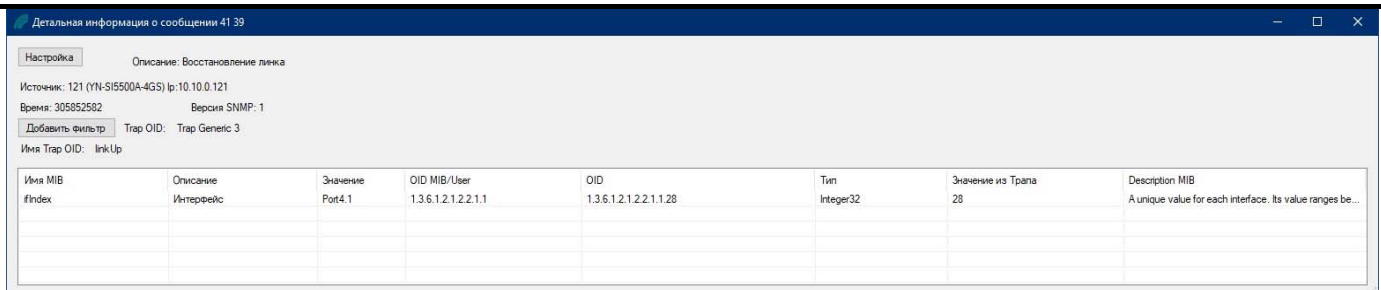 Детальная информация о сообщении 41 39
Настройка Описание: Восстановление линка
Источник: 121 (YN-SI5500A-4GS) Ip:10.10.0.121
Время: 305852582 Версия SNMP: 1
Добавить фильтр Trap OID: Trap Generic 3
Имя Trap OID: linkUp
Имя MIB Описание Значение OID MIB/User OID Тип Значение из Трапа Description MIB
ifIndex Интерфейс Port4.1 1.3.6.1.2.1.2.2.1.1 1.3.6.1.2.1.2.2.1.1.28 Integer32 28 A unique value for each interface. Its value ranges be...